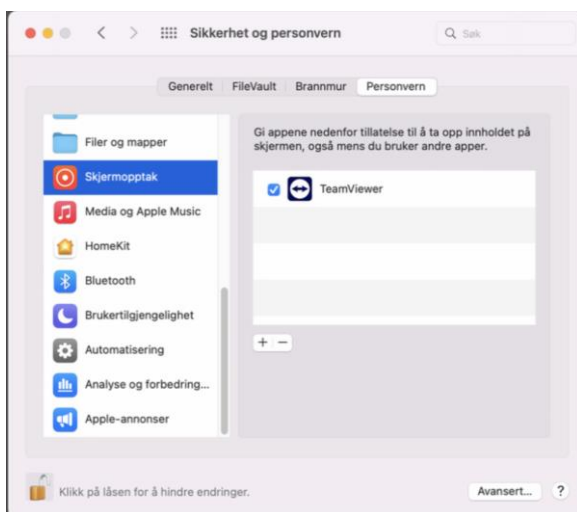 Sikkerhet og personvern
Søk
Generelt
FileVault
Brannmur
Personvern
Filer og mapper
Skjermopptak
Media og Apple Music
HomeKit
Bluetooth
Brukertilgjengelighet
Automatisering
Analyse og forbedring...
Apple-annonser
Gi appene nedenfor tillatelse til å ta opp innholdet på
skjermen, også mens du bruker andre apper.
TeamViewer
+ −
Klikk på låsen for å hindre endringer.
Avansert...
?